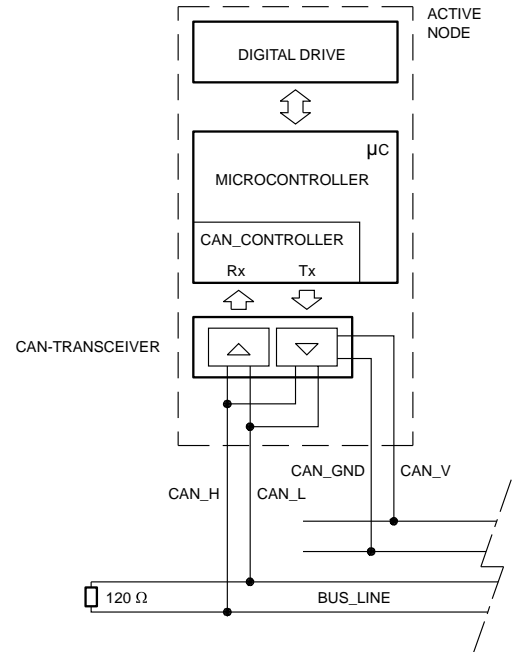 ACTIVE
NODE
DIGITAL DRIVE
µC
MICROCONTROLLER
CAN_CONTROLLER
Rx Tx
CAN-TRANSCEIVER
CAN_GND CAN_V
CAN_H CAN_L
120 Ω BUS_LINE